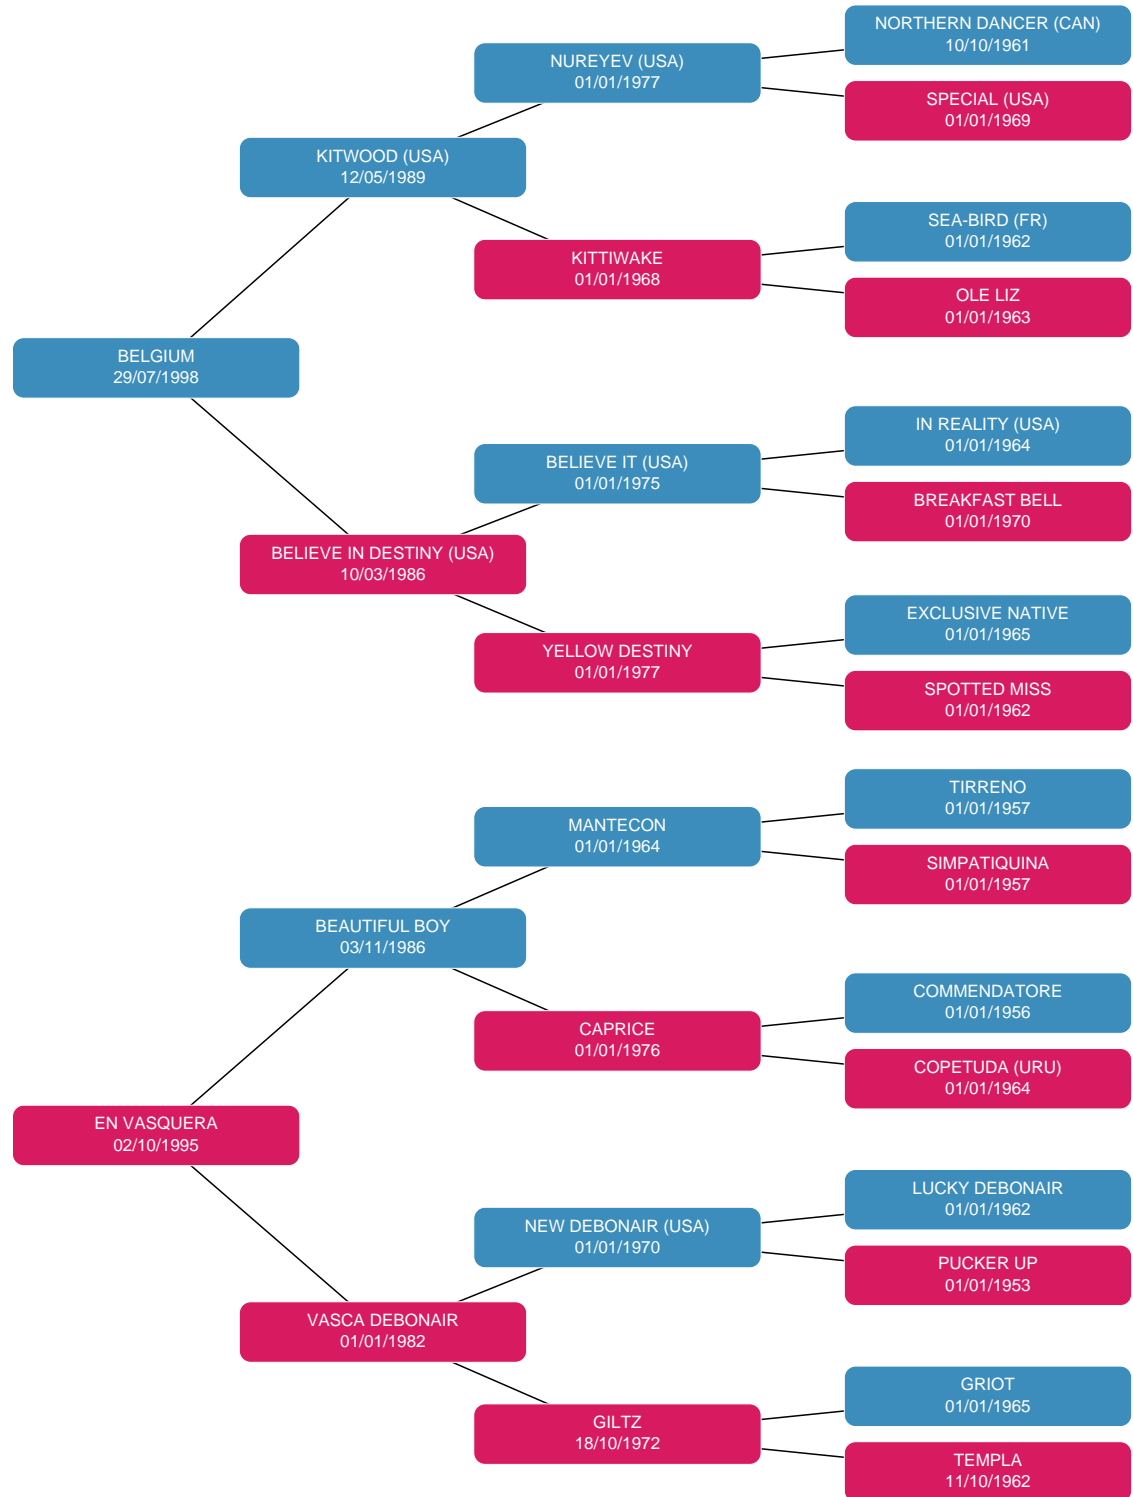 NORTHERN DANCER (CAN)
10/10/1961
NUREYEV (USA)
01/01/1977
SPECIAL (USA)
01/01/1969
KITWOOD (USA)
12/05/1989
SEA-BIRD (FR)
01/01/1962
KITTIWAKE
01/01/1968
OLE LIZ
01/01/1963
BELGIUM
29/07/1998
IN REALITY (USA)
01/01/1964
BELIEVE IT (USA)
01/01/1975
BREAKFAST BELL
01/01/1970
BELIEVE IN DESTINY (USA)
10/03/1986
EXCLUSIVE NATIVE
01/01/1965
YELLOW DESTINY
01/01/1977
SPOTTED MISS
01/01/1962
TIRRENO
01/01/1957
MANTECON
01/01/1964
SIMPATIQUINA
01/01/1957
BEAUTIFUL BOY
03/11/1986
COMMENDATORE
01/01/1956
CAPRICE
01/01/1976
COPETUDA (URU)
01/01/1964
EN VASQUERA
02/10/1995
LUCKY DEBONAIR
01/01/1962
NEW DEBONAIR (USA)
01/01/1970
PUCKER UP
01/01/1953
VASCA DEBONAIR
01/01/1982
GRIOT
01/01/1965
GILTZ
18/10/1972
TEMPLA
11/10/1962